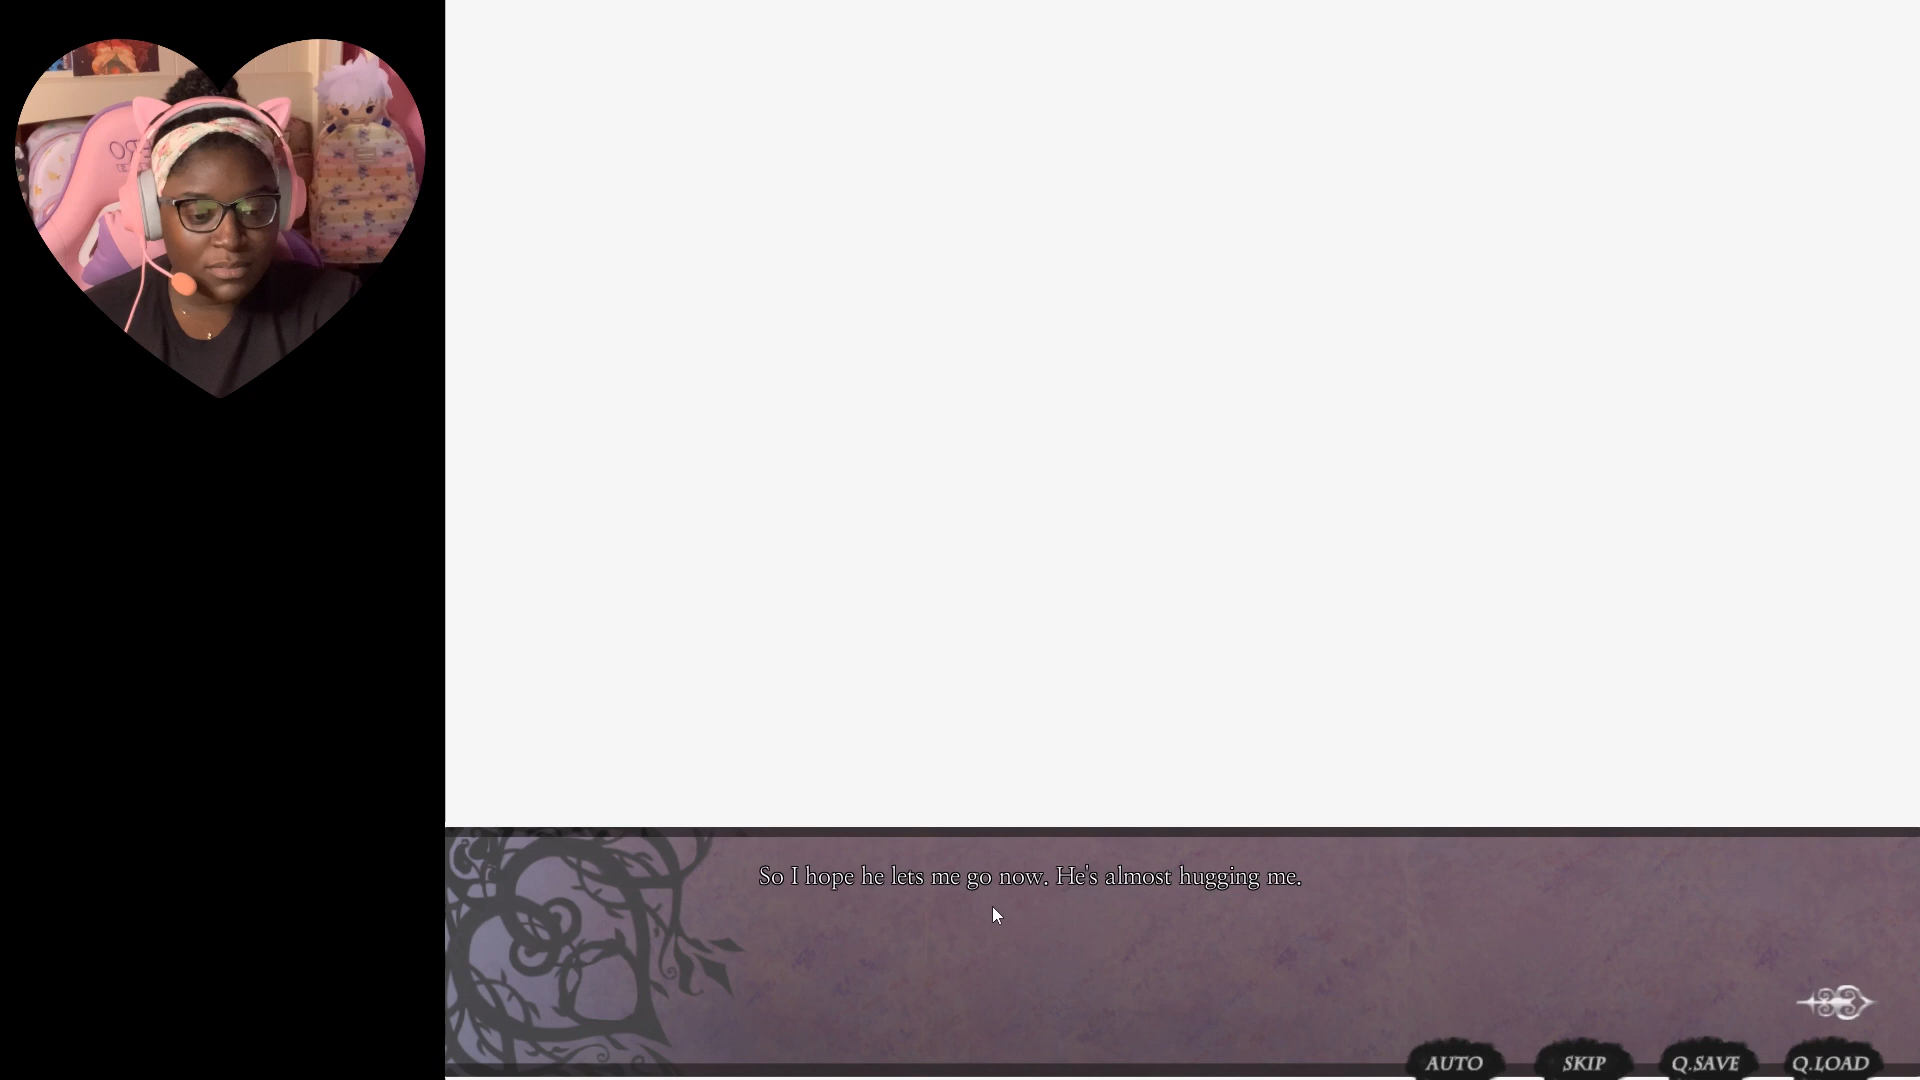 So I hope he lets me go now. He's almost hugging me.
AUTO SKIP Q.SAVE Q.LOAD